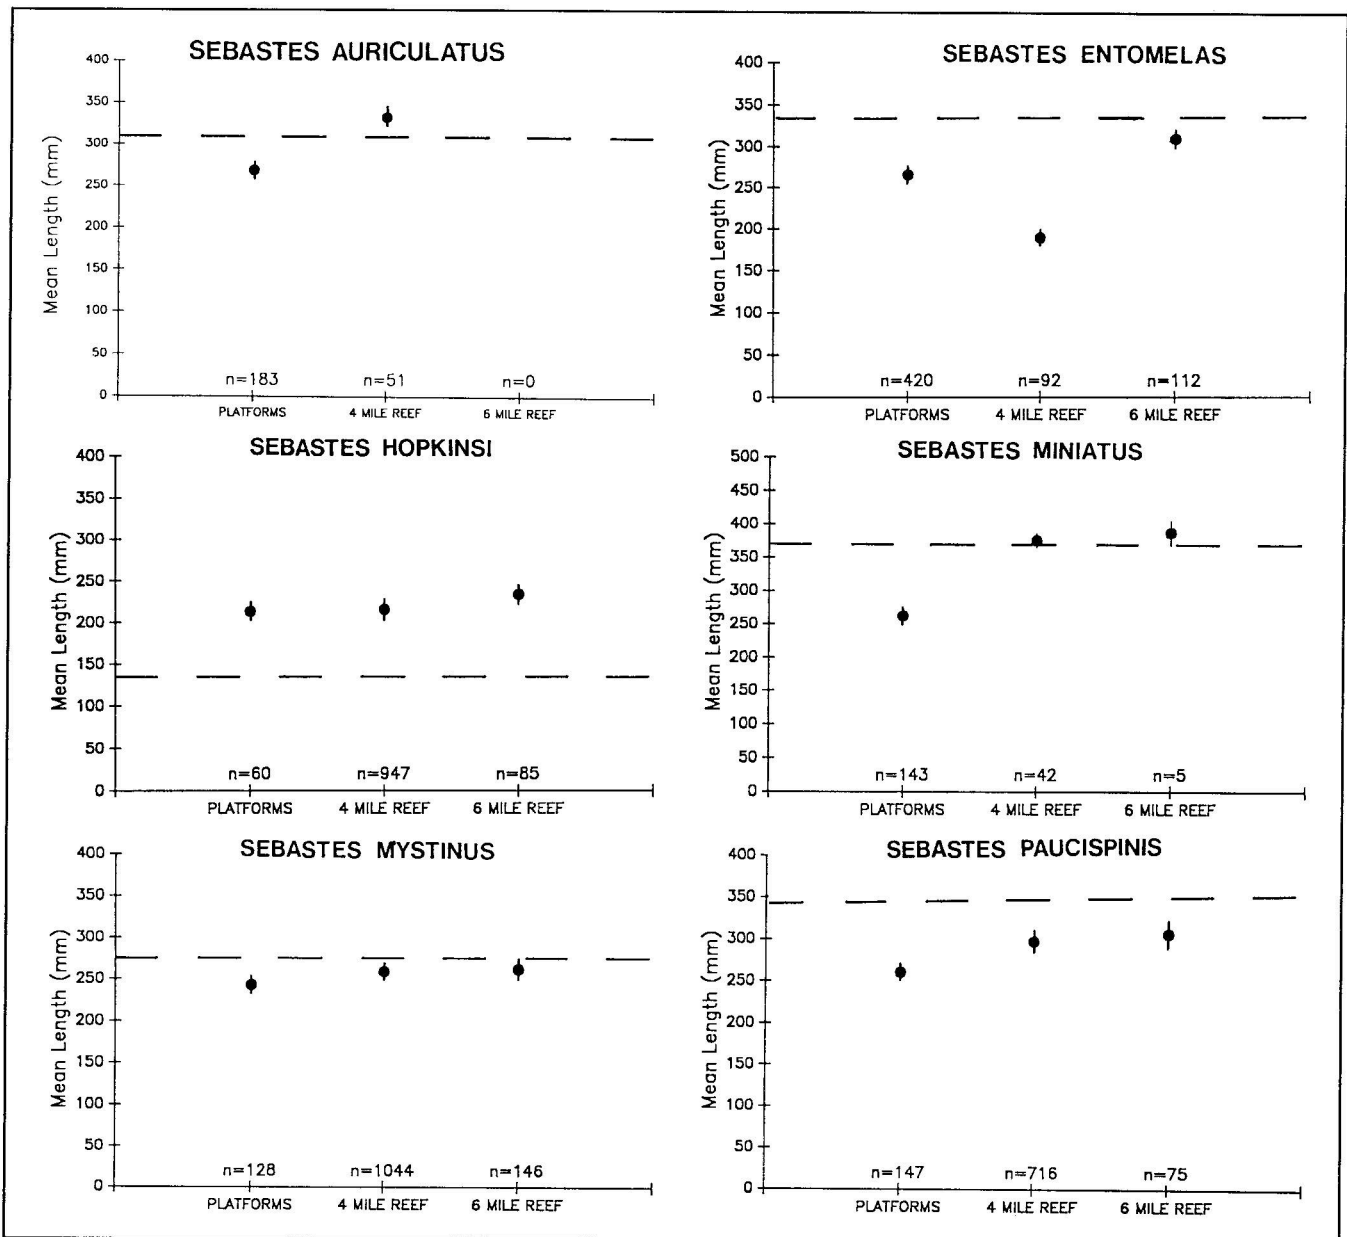 SEBASTES AURICULATUS
400
350
300
250
200
150
100
50
0
Mean Length (mm)
n=183 n=51 n=0
PLATFORMS 4 MILE REEF 6 MILE REEF
SEBASTES ENTOMELAS
400
350
300
250
200
150
100
50
0
Mean Length (mm)
n=420 n=92 n=112
PLATFORMS 4 MILE REEF 6 MILE REEF
SEBASTES HOPKINSI
400
350
300
250
200
150
100
50
0
Mean Length (mm)
n=60 n=947 n=85
PLATFORMS 4 MILE REEF 6 MILE REEF
SEBASTES MINIATUS
500
450
400
350
300
250
200
150
100
50
0
Mean Length (mm)
n=143 n=42 n=5
PLATFORMS 4 MILE REEF 6 MILE REEF
SEBASTES MYSTINUS
400
350
300
250
200
150
100
50
0
Mean Length (mm)
n=128 n=1044 n=146
PLATFORMS 4 MILE REEF 6 MILE REEF
SEBASTES PAUCISPINIS
400
350
300
250
200
150
100
50
0
Mean Length (mm)
n=147 n=716 n=75
PLATFORMS 4 MILE REEF 6 MILE REEF